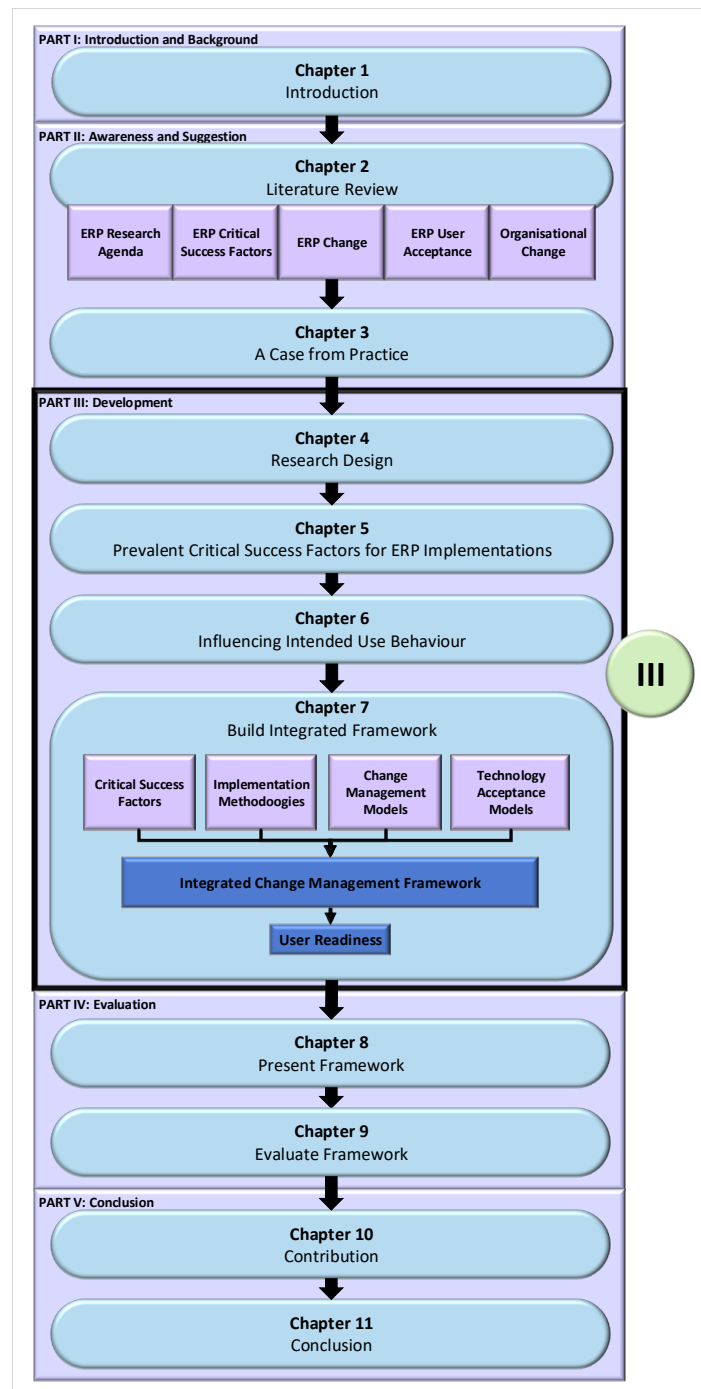 PART I: Introduction and Background
Chapter 1
Introduction
PART II: Awareness and Suggestion
Chapter 2
Literature Review
ERP Research
Agenda
ERP Critical
Success Factors
ERP Change
ERP User
Acceptance
Organisational
Change
Chapter 3
A Case from Practice
PART III: Development
Chapter 4
Research Design
Chapter 5
Prevalent Critical Success Factors for ERP Implementations
Chapter 6
Influencing Intended Use Behaviour
III
Chapter 7
Build Integrated Framework
Critical Success
Factors
Implementation
Methodoogies
Change
Management
Models
Technology
Acceptance
Models
Integrated Change Management Framework
User Readiness
PART IV: Evaluation
Chapter 8
Present Framework
Chapter 9
Evaluate Framework
PART V: Conclusion
Chapter 10
Contribution
Chapter 11
Conclusion